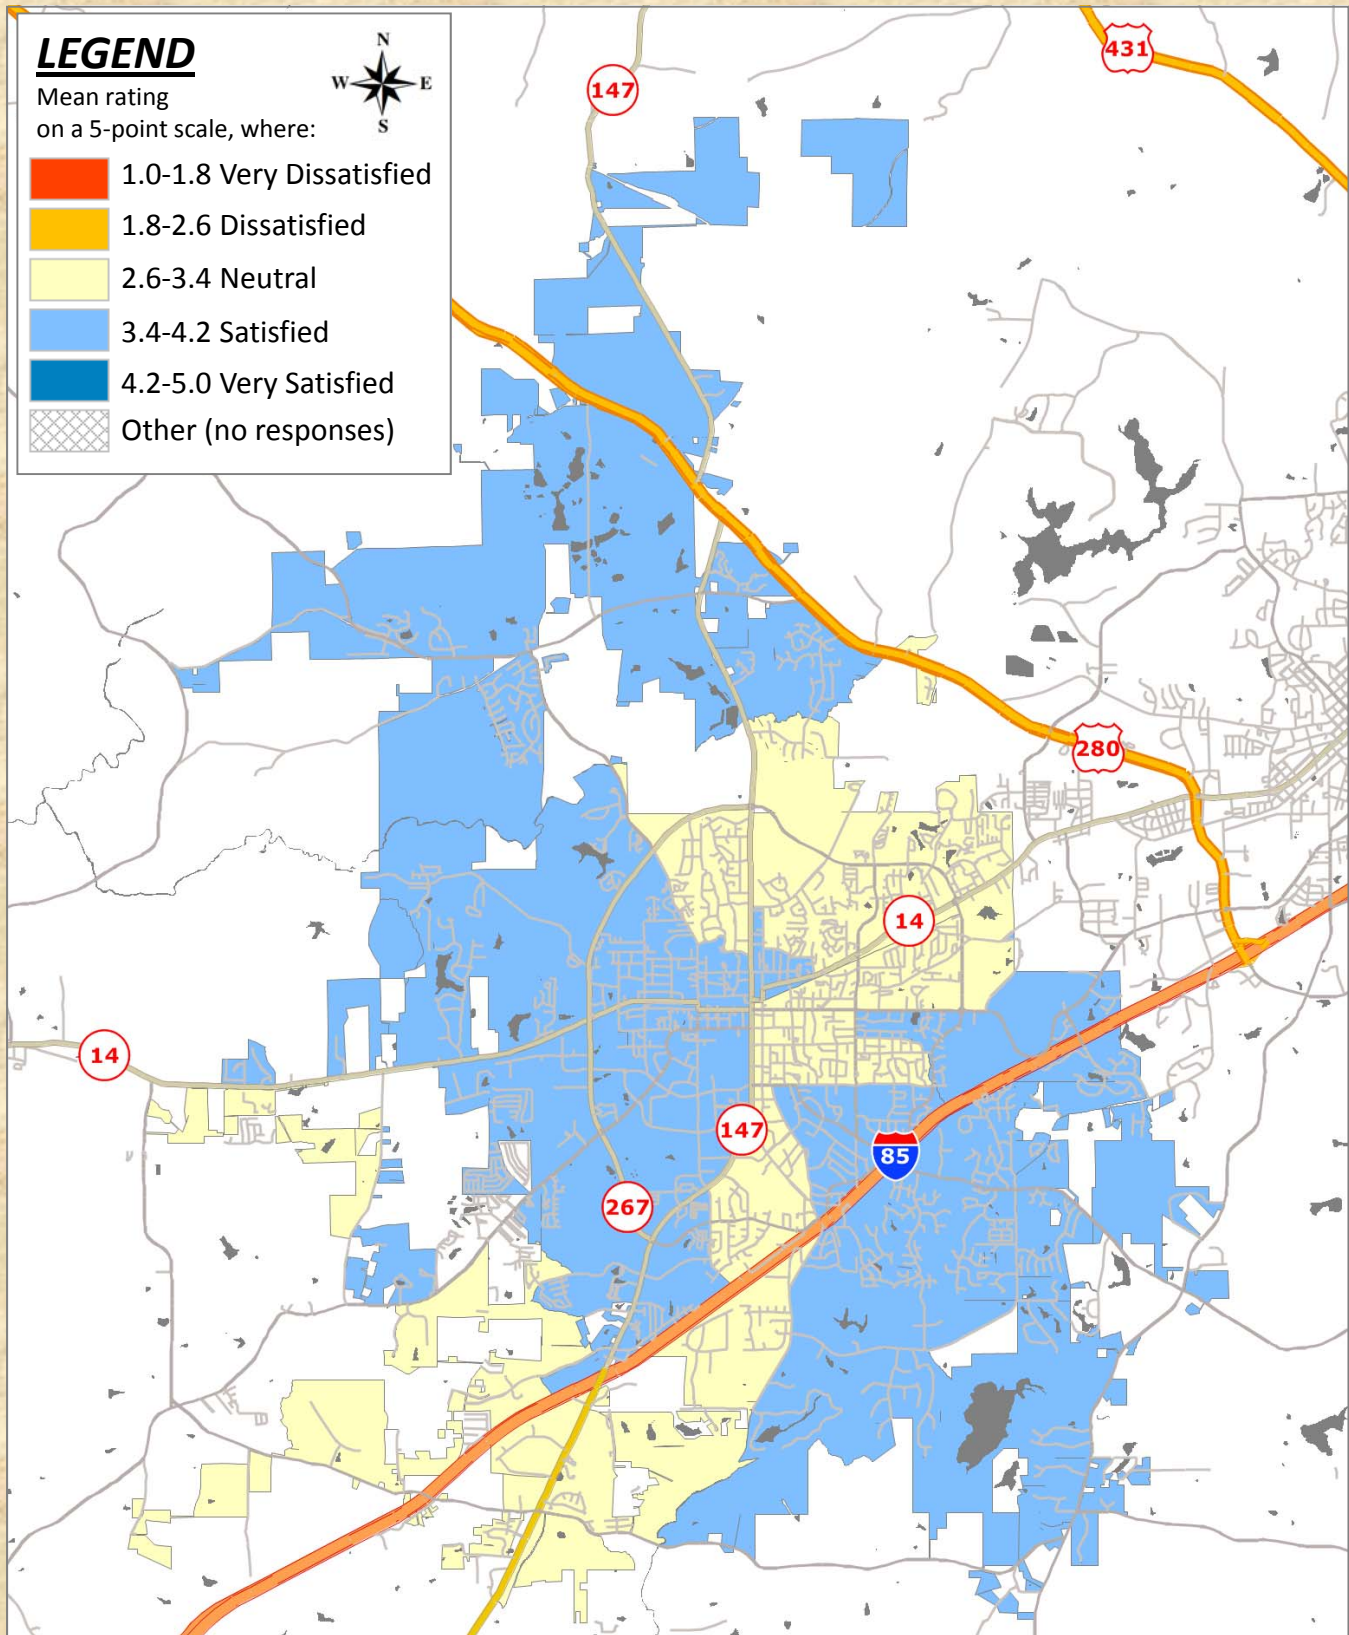 LEGEND
Mean rating
on a 5-point scale, where:
N
W E
S
1.0-1.8 Very Dissatisfied
1.8-2.6 Dissatisfied
2.6-3.4 Neutral
3.4-4.2 Satisfied
4.2-5.0 Very Satisfied
Other (no responses)
431
147
280
14
14
147
85
267